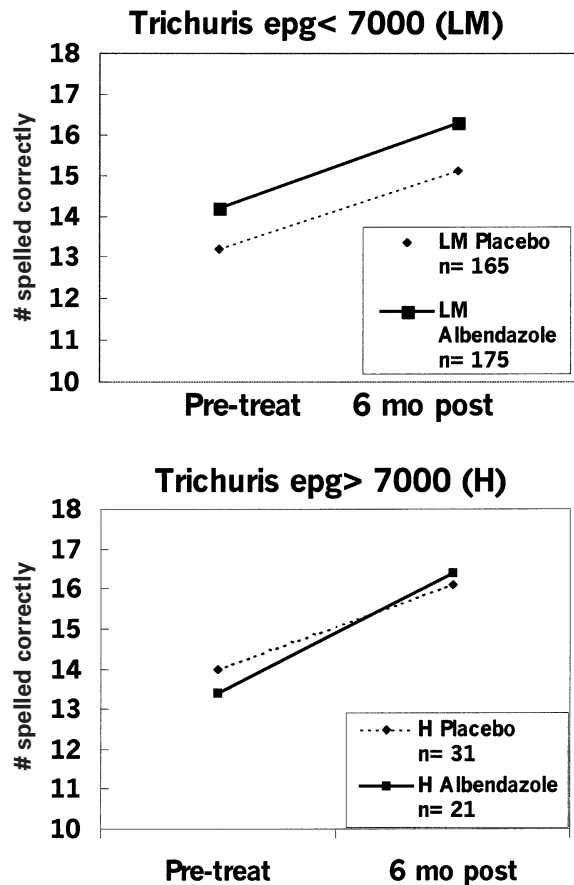 Trichuris epg< 7000 (LM)
# spelled correctly
18
17
16
15
14
13
12
11
10
LM Placebo
n= 165
LM
Albendazole
n= 175
Pre-treat 6 mo post
Trichuris epg> 7000 (H)
# spelled correctly
18
17
16
15
14
13
12
11
10
H Placebo
n= 31
H Albendazole
n= 21
Pre-treat 6 mo post